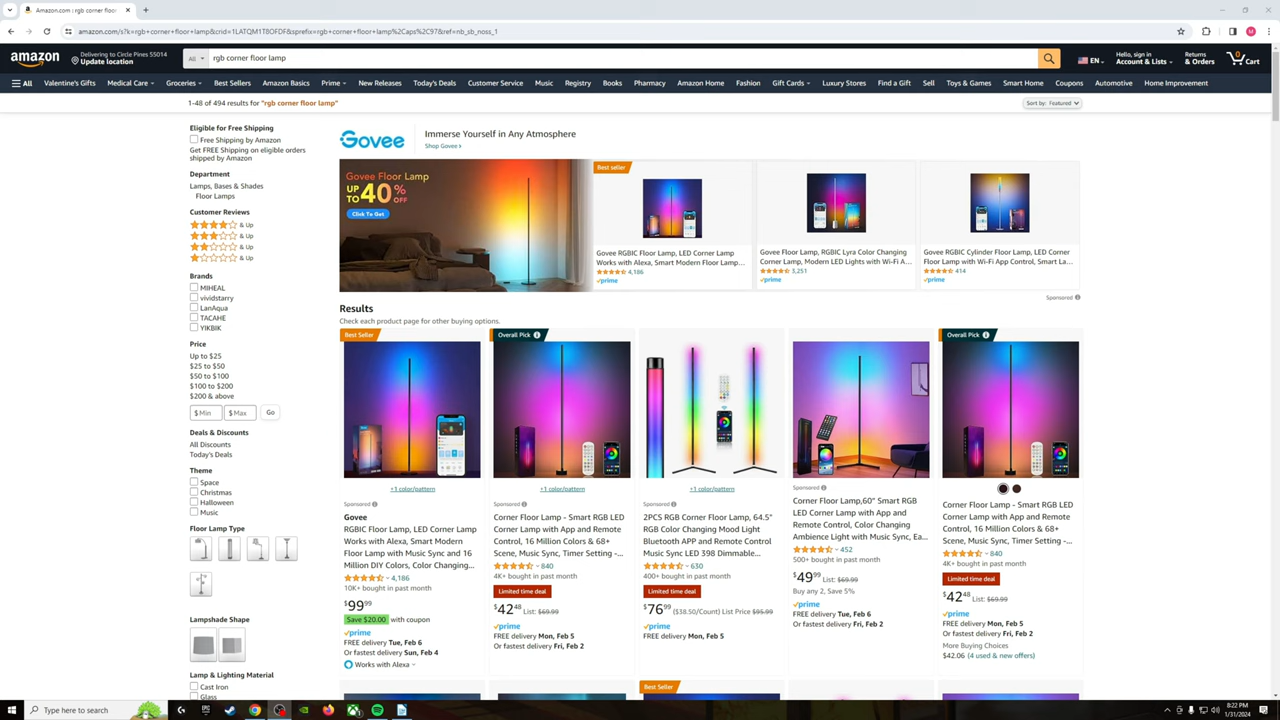 Amazon.com : rgb corner floor
amazon.com/s?k=rgb+corner+floor+lamp&crid=1LATQM1T8OFDF&sprefix=rgb+corner+floor+lamp%2Caps%2C97&ref=nb_sb_noss_1
amazon
Delivering to Circle Pines 55014
Update location
All
rgb corner floor lamp
EN
Hello, sign in
Account & Lists
Returns
& Orders
0
Cart
All
Valentine's Gifts
Medical Care
Groceries
Best Sellers
Amazon Basics
Prime
New Releases
Today's Deals
Customer Service
Music
Registry
Books
Pharmacy
Amazon Home
Fashion
Gift Cards
Luxury Stores
Find a Gift
Sell
Toys & Games
Smart Home
Coupons
Automotive
Home Improvement
1-48 of 494 results for "rgb corner floor lamp"
Sort by: Featured
Eligible for Free Shipping
Free Shipping by Amazon
Get FREE Shipping on eligible orders
shipped by Amazon
Department
Lamps, Bases & Shades
Floor Lamps
Customer Reviews
& Up
& Up
& Up
& Up
Brands
MIHEAL
vividstarry
LanAqua
TACAHE
YIKBIK
Price
Up to $25
$25 to $50
$50 to $100
$100 to $200
$200 & above
$ Min
$ Max
Go
Deals & Discounts
All Discounts
Today's Deals
Theme
Space
Christmas
Halloween
Music
Floor Lamp Type
Lampshade Shape
Lamp & Lighting Material
Cast Iron
Glass
Govee
Immerse Yourself in Any Atmosphere
Shop Govee ›
Govee Floor Lamp
UP TO 40% OFF
Click To Get
Best seller
Govee RGBIC Floor Lamp, LED Corner
Lamp Works with Alexa, Smart Modern Floor Lamp…
4,186
prime
Govee Floor Lamp, RGBIC Lyra Color Changing
Corner Lamp, Modern LED Lights with Wi-Fi A…
3,251
prime
Govee RGBIC Cylinder Floor Lamp, LED Corner
Floor Lamp with Wi-Fi App Control, Smart La…
414
prime
Sponsored
Results
Check each product page for other buying options.
Best Seller
+1 color/pattern
Sponsored
Govee
RGBIC Floor Lamp, LED Corner Lamp
Works with Alexa, Smart Modern
Floor Lamp with Music Sync and 16
Million DIY Colors, Color Changing…
4,186
10K+ bought in past month
$99 99
Save $20.00 with coupon
prime
FREE delivery Tue, Feb 6
Or fastest delivery Sun, Feb 4
Works with Alexa
Overall Pick
+1 color/pattern
Sponsored
Corner Floor Lamp - Smart RGB LED
Corner Lamp with App and Remote
Control, 16 Million Colors & 68+
Scene, Music Sync, Timer Setting -…
840
4K+ bought in past month
Limited time deal
$42 48 List: $69.99
prime
FREE delivery Mon, Feb 5
Or fastest delivery Fri, Feb 2
+1 color/pattern
Sponsored
2PCS RGB Corner Floor Lamp, 64.5"
RGB Color Changing Mood Light
Bluetooth APP and Remote Control
Music Sync LED 398 Dimmable…
630
400+ bought in past month
Limited time deal
$76 99 ($38.50/Count) List Price $95.99
prime
FREE delivery Mon, Feb 5
Best Seller
Sponsored
Corner Floor Lamp,60" Smart RGB
LED Corner Lamp with App and
Remote Control, Color Changing
Ambience Light with Music Sync, Ea…
452
500+ bought in past month
$49 99 List: $69.99
Buy any 2, Save 5%
prime
FREE delivery Tue, Feb 6
Or fastest delivery Fri, Feb 2
Overall Pick
Corner Floor Lamp - Smart RGB LED
Corner Lamp with App and Remote
Control, 16 Million Colors & 68+
Scene, Music Sync, Timer Setting -…
840
4K+ bought in past month
Limited time deal
$42 48 List: $69.99
prime
FREE delivery Mon, Feb 5
Or fastest delivery Fri, Feb 2
More Buying Choices
$42.06 (4 used & new offers)
Type here to search
8:22 PM
1/31/2024